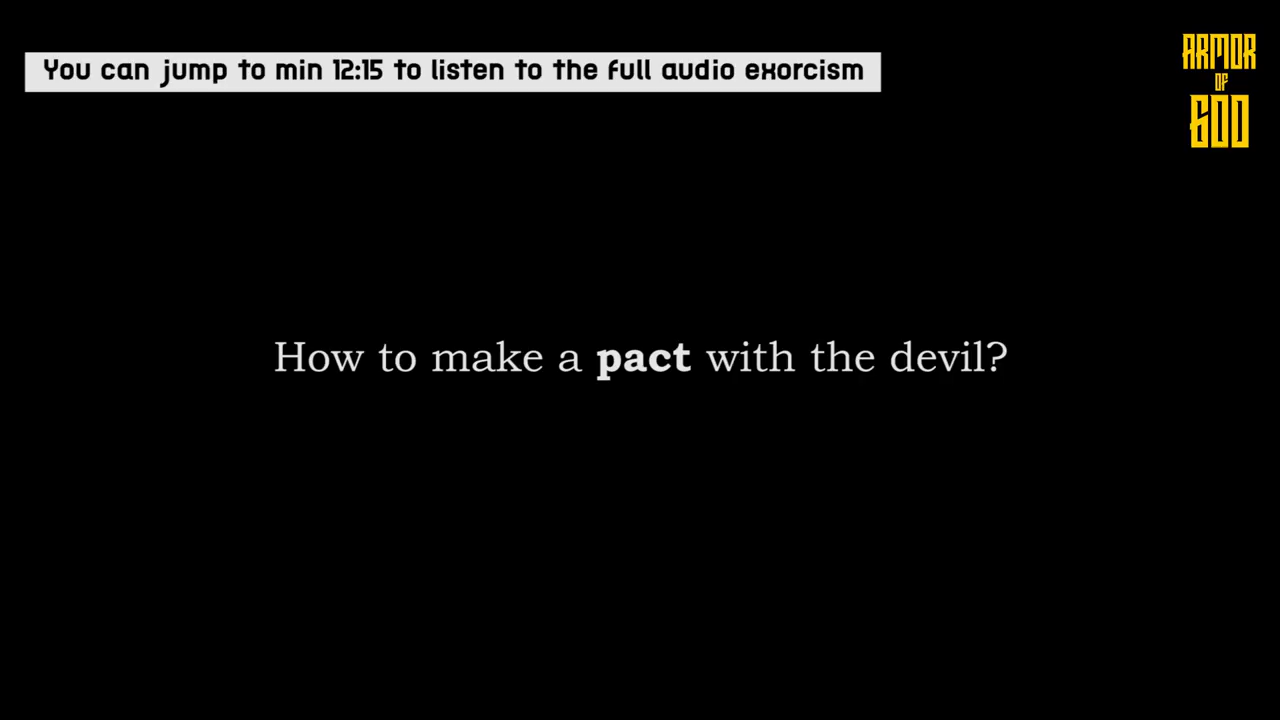 You can jump to min 12:15 to listen to the full audio exorcism
ARMOR
OF
GOD
How to make a pact with the devil?